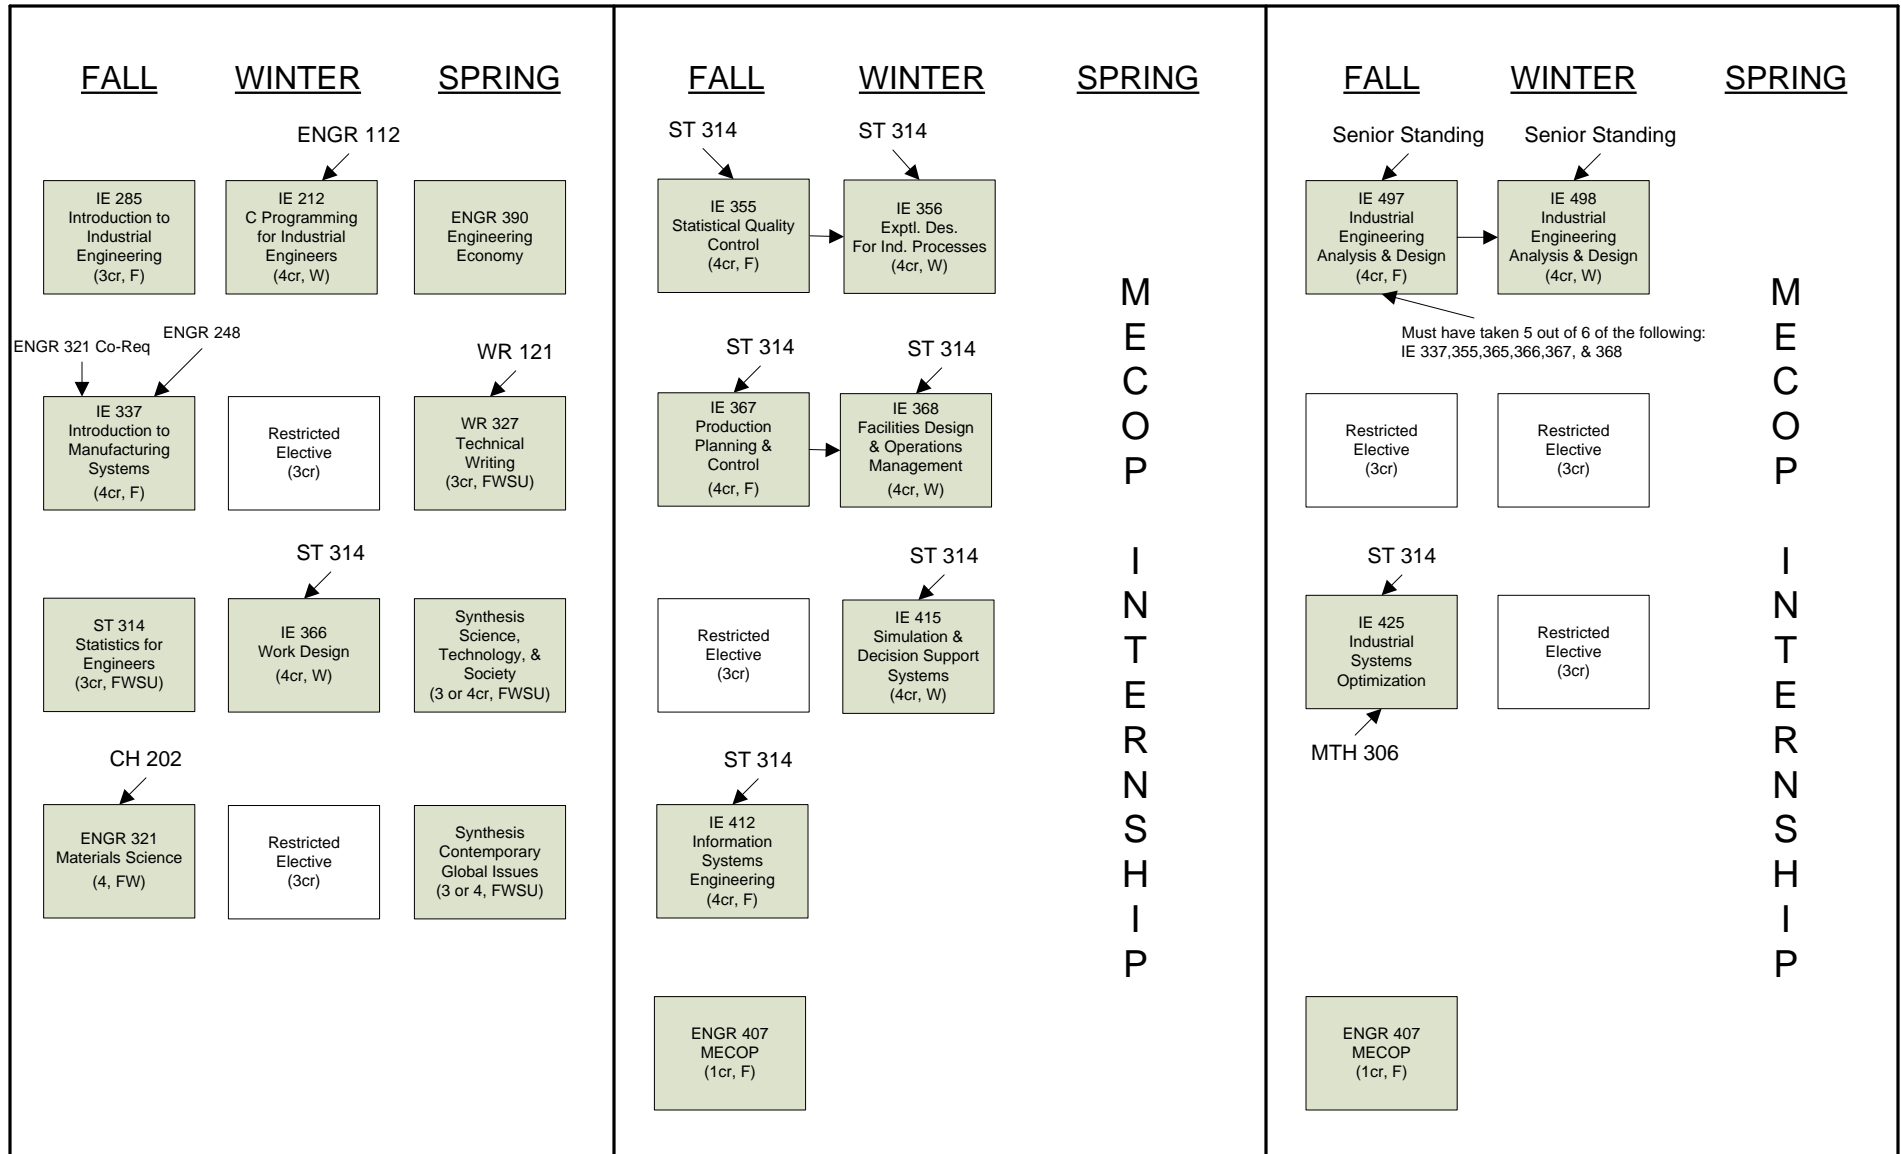 FALL
WINTER
SPRING
ENGR 112
IE 285
Introduction to
Industrial
Engineering
(3cr, F)
IE 212
C Programming
for Industrial
Engineers
(4cr, W)
ENGR 390
Engineering
Economy
ENGR 321 Co-Req
ENGR 248
WR 121
IE 337
Introduction to
Manufacturing
Systems
(4cr, F)
Restricted
Elective
(3cr)
WR 327
Technical
Writing
(3cr, FWSU)
ST 314
ST 314
Statistics for
Engineers
(3cr, FWSU)
IE 366
Work Design
(4cr, W)
Synthesis
Science,
Technology, &
Society
(3 or 4cr, FWSU)
CH 202
ENGR 321
Materials Science
(4, FW)
Restricted
Elective
(3cr)
Synthesis
Contemporary
Global Issues
(3 or 4, FWSU)
FALL
WINTER
SPRING
ST 314
ST 314
IE 355
Statistical Quality
Control
(4cr, F)
IE 356
Exptl. Des.
For Ind. Processes
(4cr, W)
ST 314
ST 314
IE 367
Production
Planning &
Control
(4cr, F)
IE 368
Facilities Design
& Operations
Management
(4cr, W)
ST 314
Restricted
Elective
(3cr)
IE 415
Simulation &
Decision Support
Systems
(4cr, W)
ST 314
IE 412
Information
Systems
Engineering
(4cr, F)
ENGR 407
MECOP
(1cr, F)
MECOP INTERNSHIP
FALL
WINTER
SPRING
Senior Standing
Senior Standing
IE 497
Industrial
Engineering
Analysis & Design
(4cr, F)
IE 498
Industrial
Engineering
Analysis & Design
(4cr, W)
Must have taken 5 out of 6 of the following:
IE 337,355,365,366,367, & 368
Restricted
Elective
(3cr)
Restricted
Elective
(3cr)
ST 314
IE 425
Industrial
Systems
Optimization
Restricted
Elective
(3cr)
MTH 306
ENGR 407
MECOP
(1cr, F)
MECOP INTERNSHIP